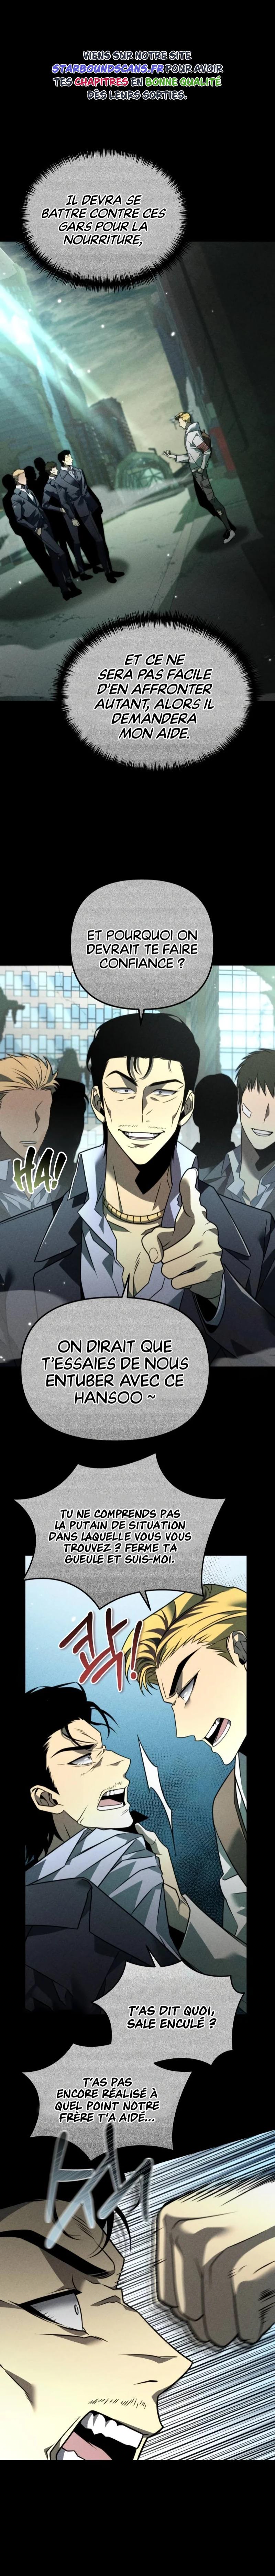 VIENS SUR NOTRE SITE
STARBOUNDSCANS.FR POUR AVOIR
TES CHAPITRES EN BONNE QUALITÉ
DÈS LEURS SORTIES.
IL DEVRA SE
BATTRE CONTRE CES
GARS POUR LA
NOURRITURE,
ET CE NE
SERA PAS FACILE
D'EN AFFRONTER
AUTANT, ALORS IL
DEMANDERA
MON AIDE.
ET POURQUOI ON
DEVRAIT TE FAIRE
CONFIANCE ?
HA!
ON DIRAIT QUE
T'ESSAIES DE NOUS
ENTUBER AVEC CE
HANSOO ~
TU NE COMPRENDS PAS
LA PUTAIN DE SITUATION
DANS LAQUELLE VOUS VOUS
TROUVEZ ? FERME TA
GUEULE ET SUIS-MOI.
콱!
T'AS DIT QUOI,
SALE ENCULÉ ?
T'AS PAS
ENCORE RÉALISÉ À
QUEL POINT NOTRE
FRÈRE T'A AIDÉ...